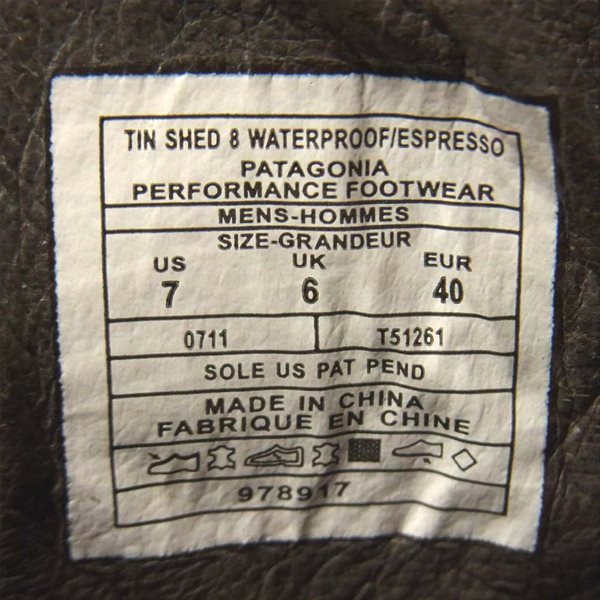 TIN SHED 8 WATERPROOF/ESPRESSO
PATAGONIA
PERFORMANCE FOOTWEAR
MENS-HOMMES
SIZE-GRANDEUR
US UK EUR
7 6 40
0711 T51261
SOLE US PAT PEND
MADE IN CHINA
FABRIQUE EN CHINE
978917